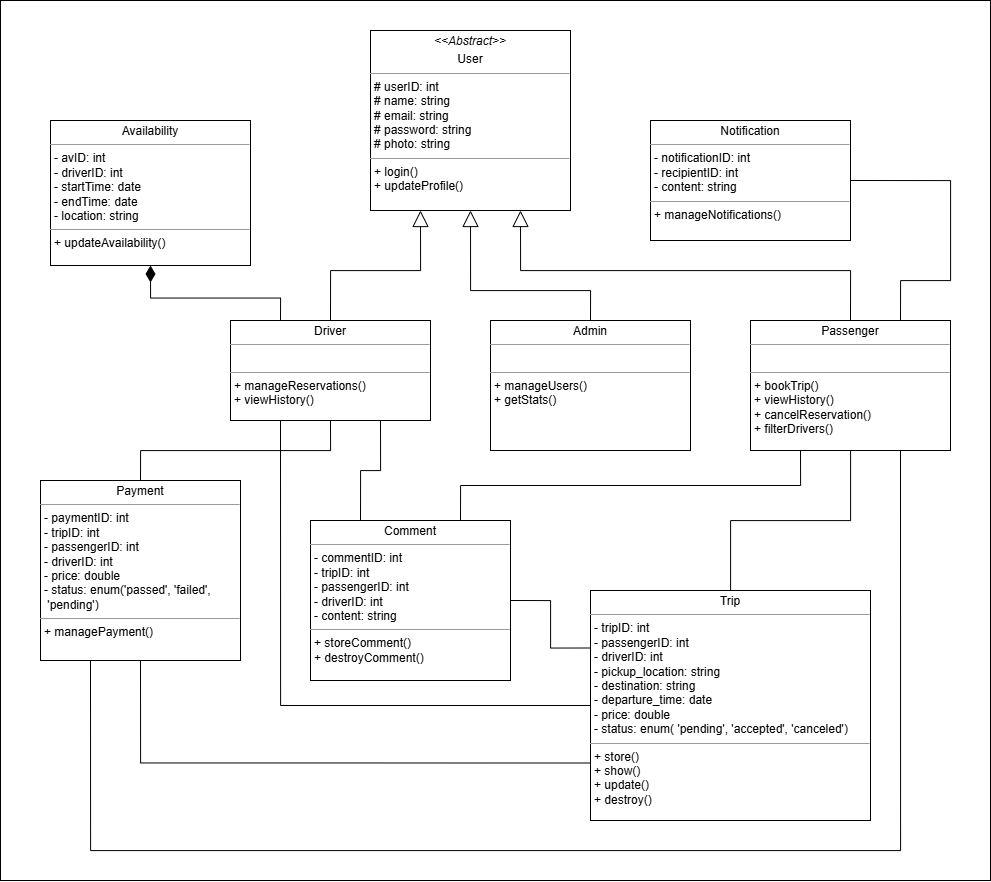 <<Abstract>>
User
# userID: int
# name: string
# email: string
# password: string
# photo: string
+ login()
+ updateProfile()
Availability
- avID: int
- driverID: int
- startTime: date
- endTime: date
- location: string
+ updateAvailability()
Notification
- notificationID: int
- recipientID: int
- content: string
+ manageNotifications()
Driver
+ manageReservations()
+ viewHistory()
Admin
+ manageUsers()
+ getStats()
Passenger
+ bookTrip()
+ viewHistory()
+ cancelReservation()
+ filterDrivers()
Payment
- paymentID: int
- tripID: int
- passengerID: int
- driverID: int
- price: double
- status: enum('passed', 'failed',
'pending')
+ managePayment()
Comment
- commentID: int
- tripID: int
- passengerID: int
- driverID: int
- content: string
+ storeComment()
+ destroyComment()
Trip
- tripID: int
- passengerID: int
- driverID: int
- pickup_location: string
- destination: string
- departure_time: date
- price: double
- status: enum( 'pending', 'accepted', 'canceled')
+ store()
+ show()
+ update()
+ destroy()